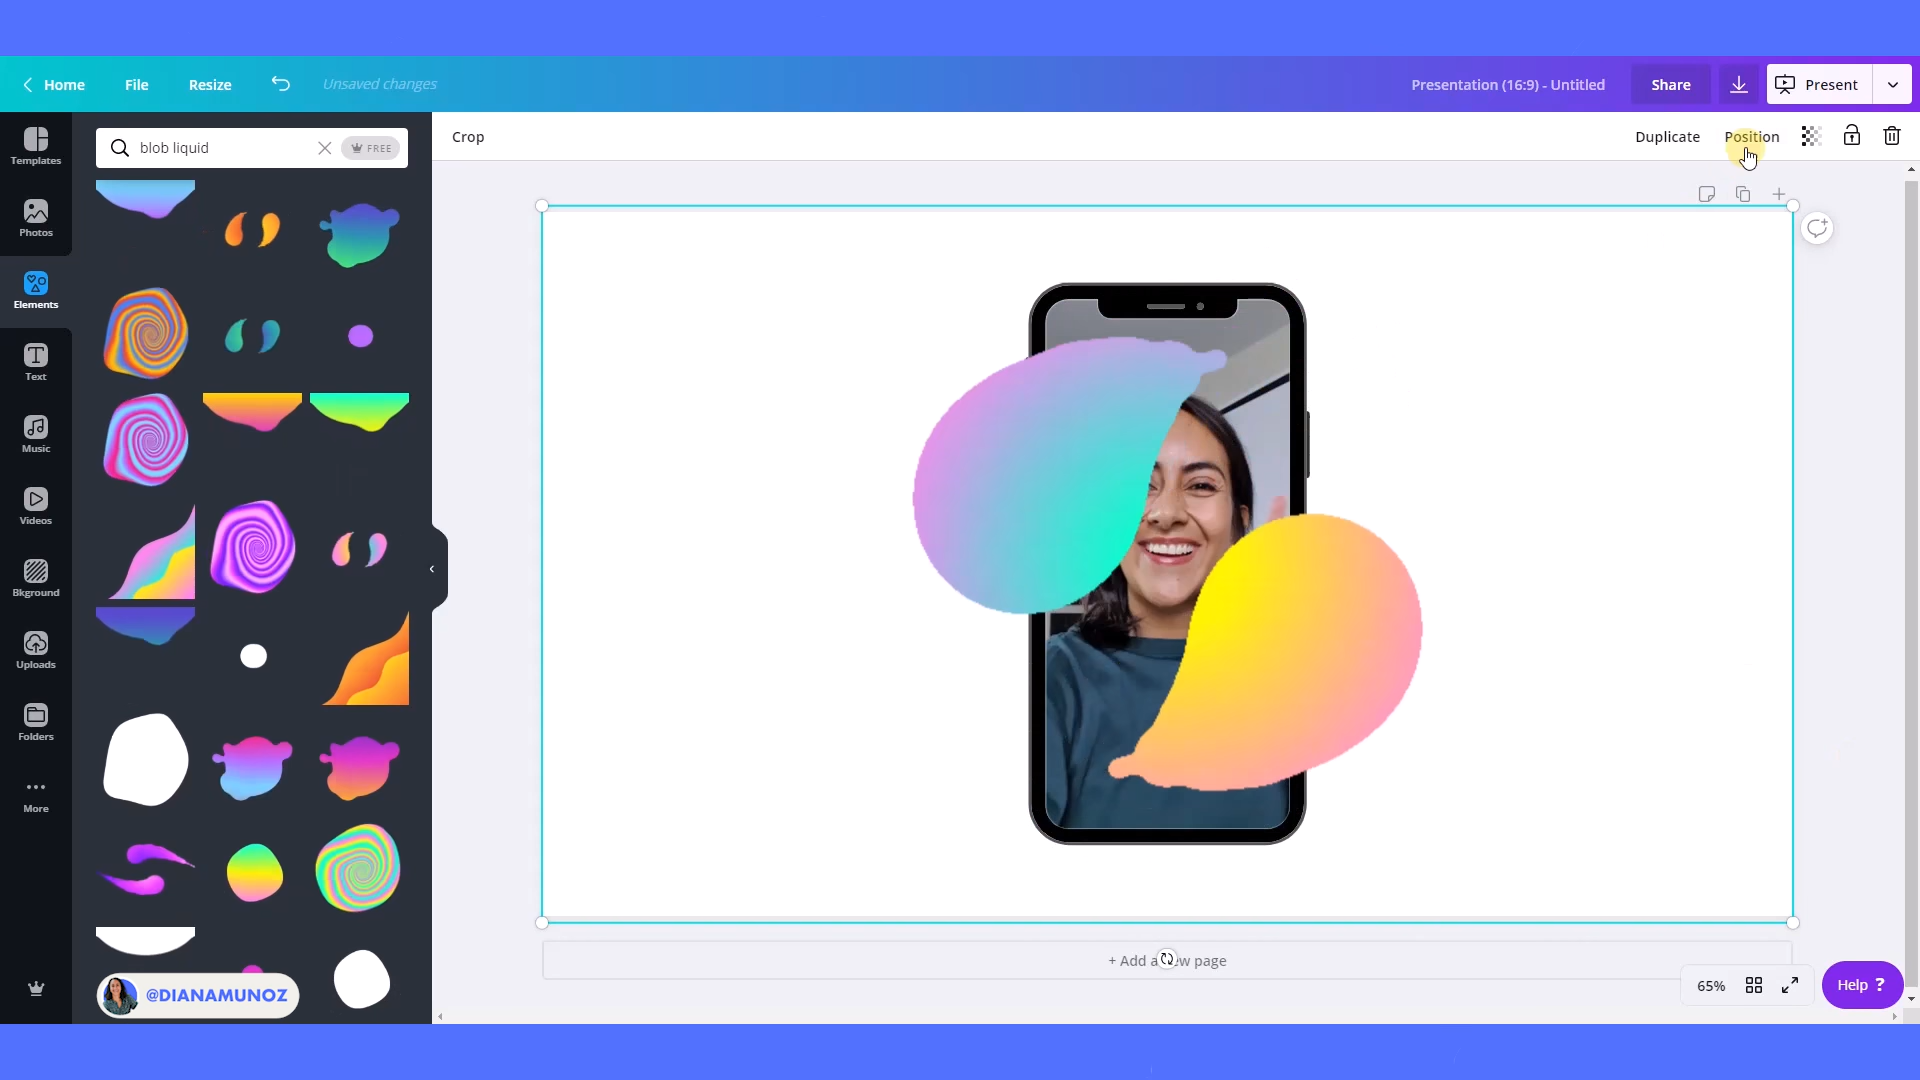 Home File Resize Unsaved changes Presentation (16:9) - Untitled Share Present
blob liquid FREE
Crop Duplicate Position
Templates
Photos
Elements
Text
Music
Videos
Bkground
Uploads
Folders
More
@DIANAMUNOZ
+ Add a new page
65% Help ?